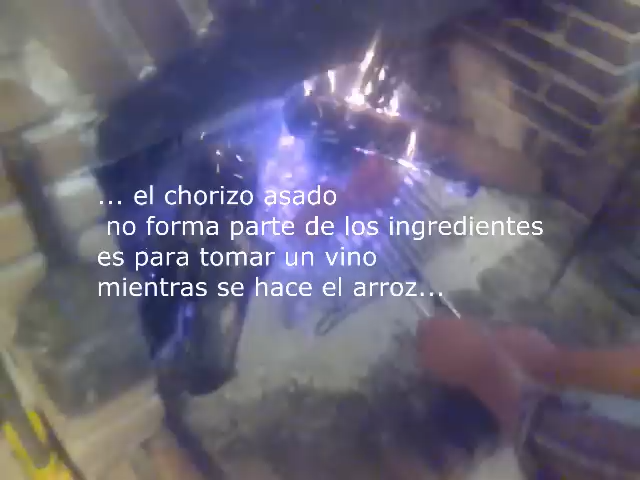 ... el chorizo asado
no forma parte de los ingredientes
es para tomar un vino
mientras se hace el arroz...